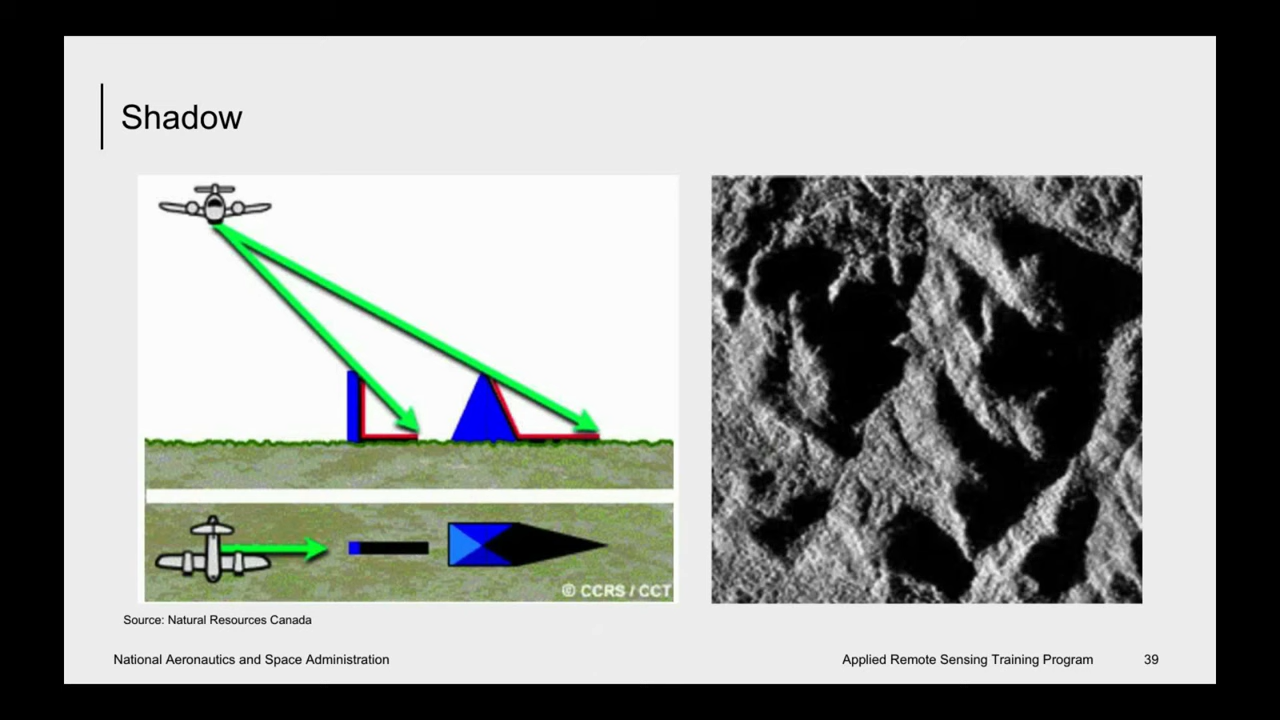 Shadow
© CCRS / CCT
Source: Natural Resources Canada
National Aeronautics and Space Administration
Applied Remote Sensing Training Program
39